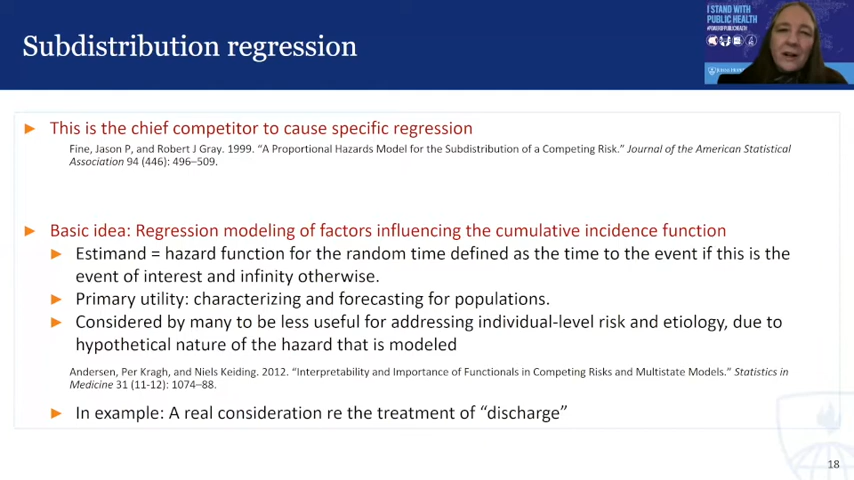 Subdistribution regression
I STAND WITH
PUBLIC HEALTH
This is the chief competitor to cause specific regression
Fine, Jason P, and Robert J Gray. 1999. “A Proportional Hazards Model for the Subdistribution of a Competing Risk.” Journal of the American Statistical
Association 94 (446): 496–509.
Basic idea: Regression modeling of factors influencing the cumulative incidence function
Estimand = hazard function for the random time defined as the time to the event if this is the
event of interest and infinity otherwise.
Primary utility: characterizing and forecasting for populations.
Considered by many to be less useful for addressing individual-level risk and etiology, due to
hypothetical nature of the hazard that is modeled
Andersen, Per Kragh, and Niels Keiding. 2012. “Interpretability and Importance of Functionals in Competing Risks and Multistate Models.” Statistics in
Medicine 31 (11-12): 1074–88.
In example: A real consideration re the treatment of “discharge”
18